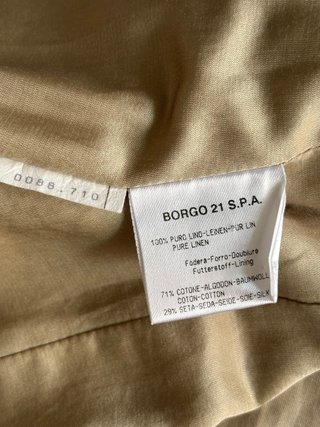 0088.710
BORGO 21 S.P.A.
100% PURO LINO-LEINEN-PUR LIN
PURE LINEN
Fodera-Forro-Doublure
Futterstoff-Lining
71% COTONE-ALGODON-BAUMWOLL
COTON-COTTON
29% SETA-SEDA-SEIDE-SOIE-SILK